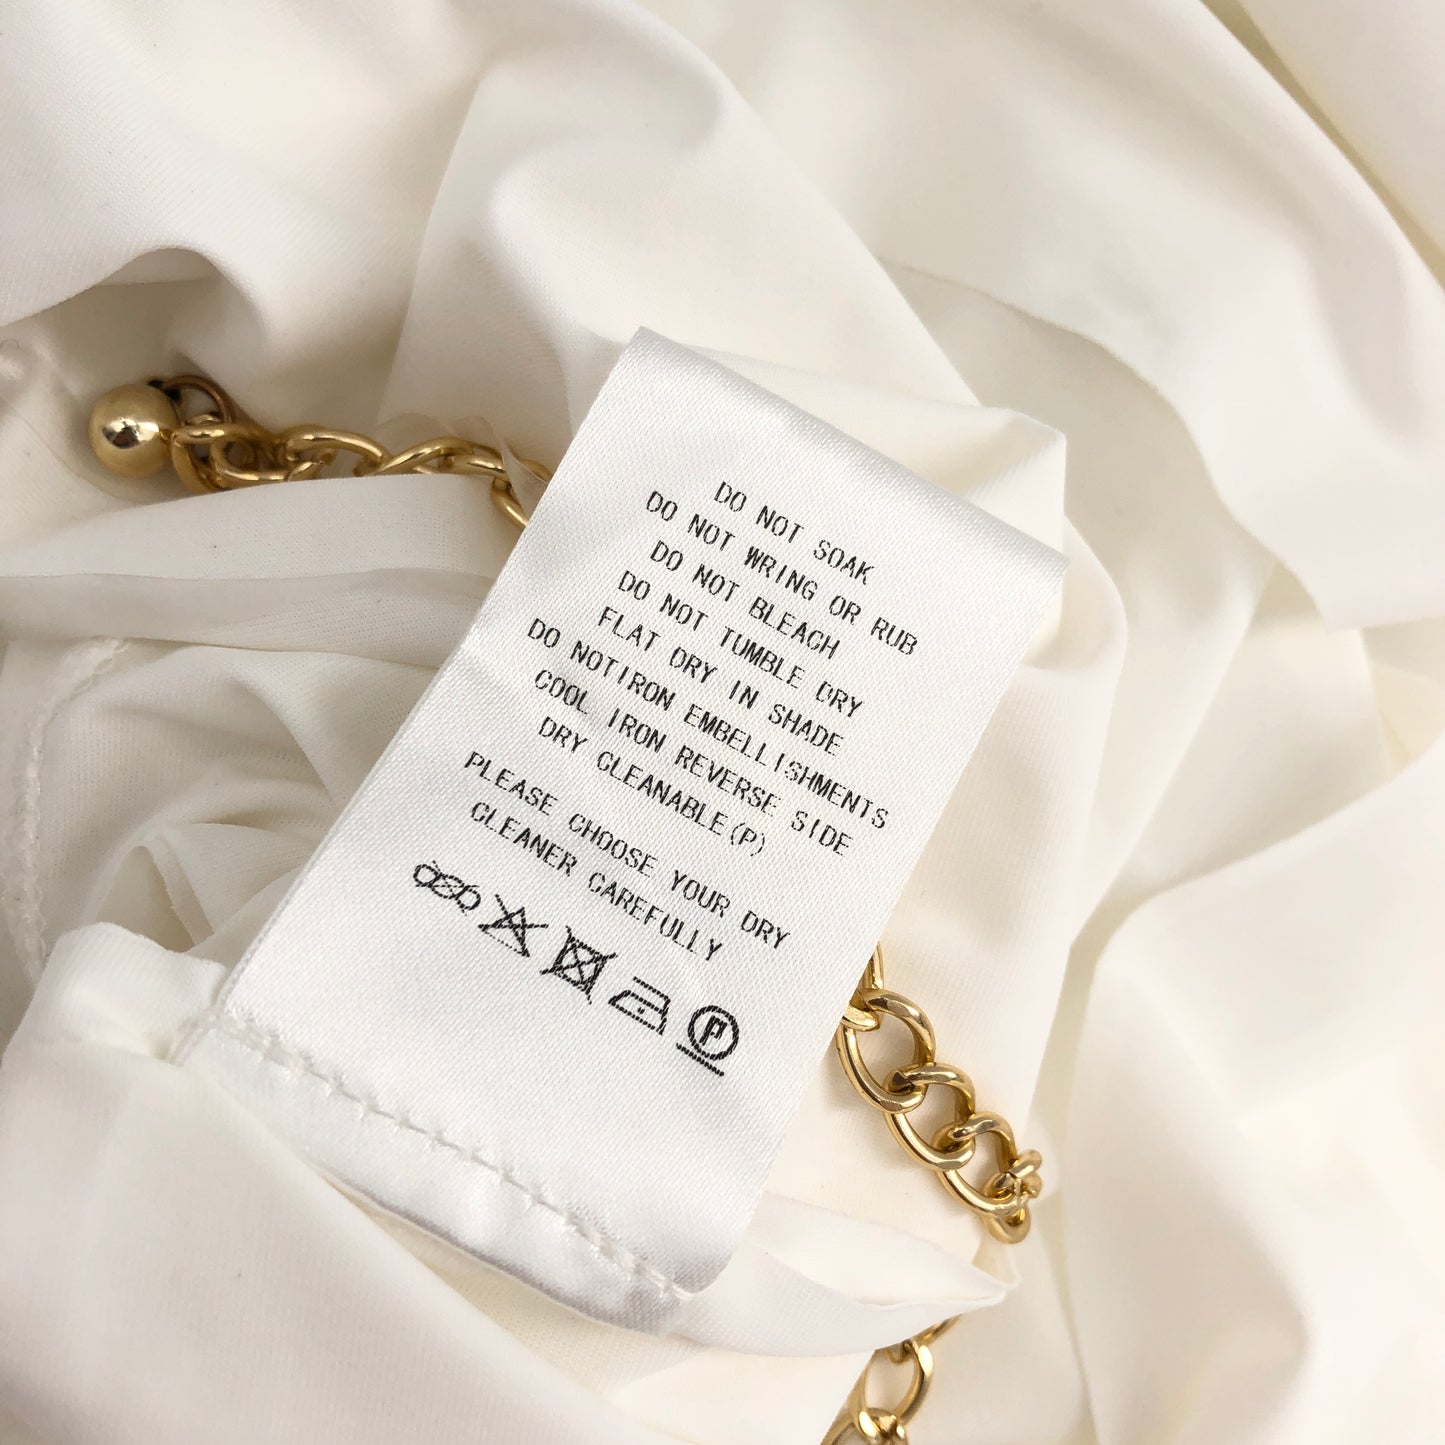 DO NOT SOAK
DO NOT WRING OR RUB
DO NOT BLEACH
DO NOT TUMBLE DRY
FLAT DRY IN SHADE
DO NOTIRON EMBELLISHMENTS
COOL IRON REVERSE SIDE
DRY CLEANABLE(P)
PLEASE CHOOSE YOUR DRY
CLEANER CAREFULLY
P